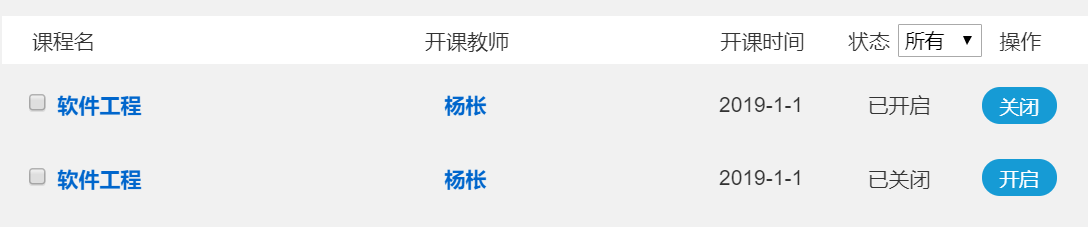 课程名 开课教师 开课时间 状态 所有 ▼ 操作
软件工程 杨枨 2019-1-1 已开启 关闭
软件工程 杨枨 2019-1-1 已关闭 开启